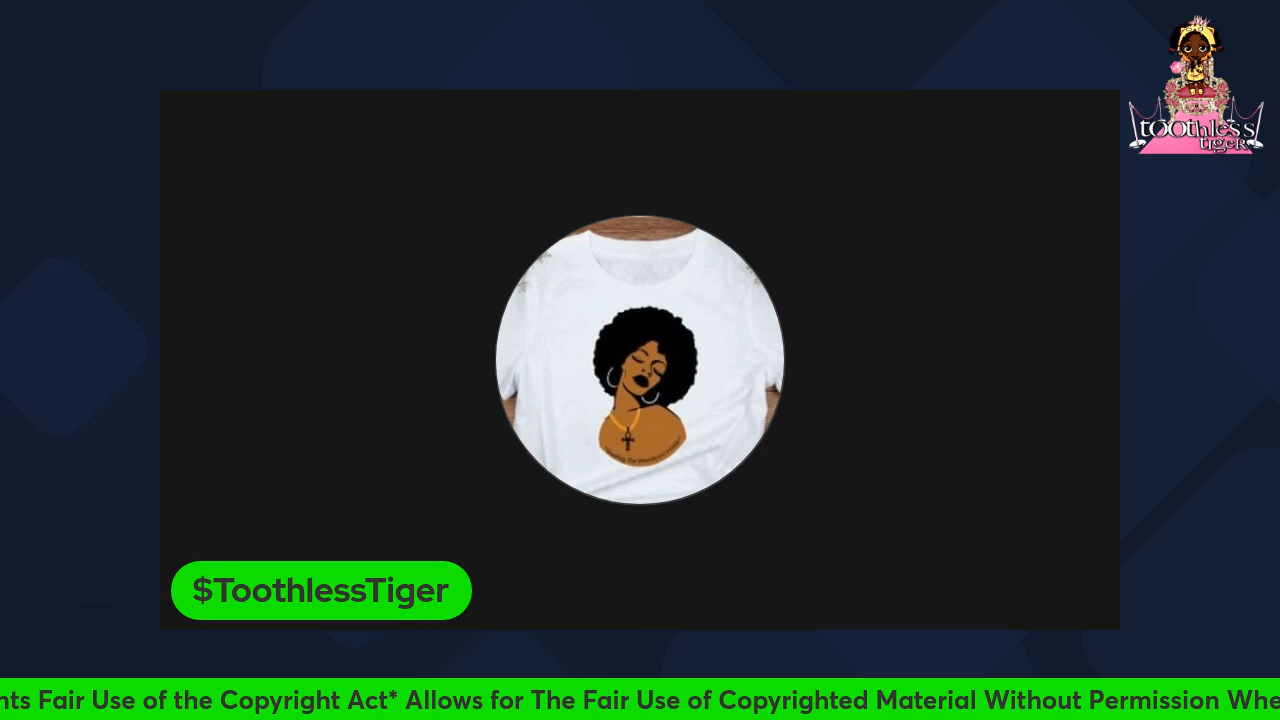 toothless
tiger
$ToothlessTiger
nts Fair Use of the Copyright Act* Allows for The Fair Use of Copyrighted Material Without Permission Whe